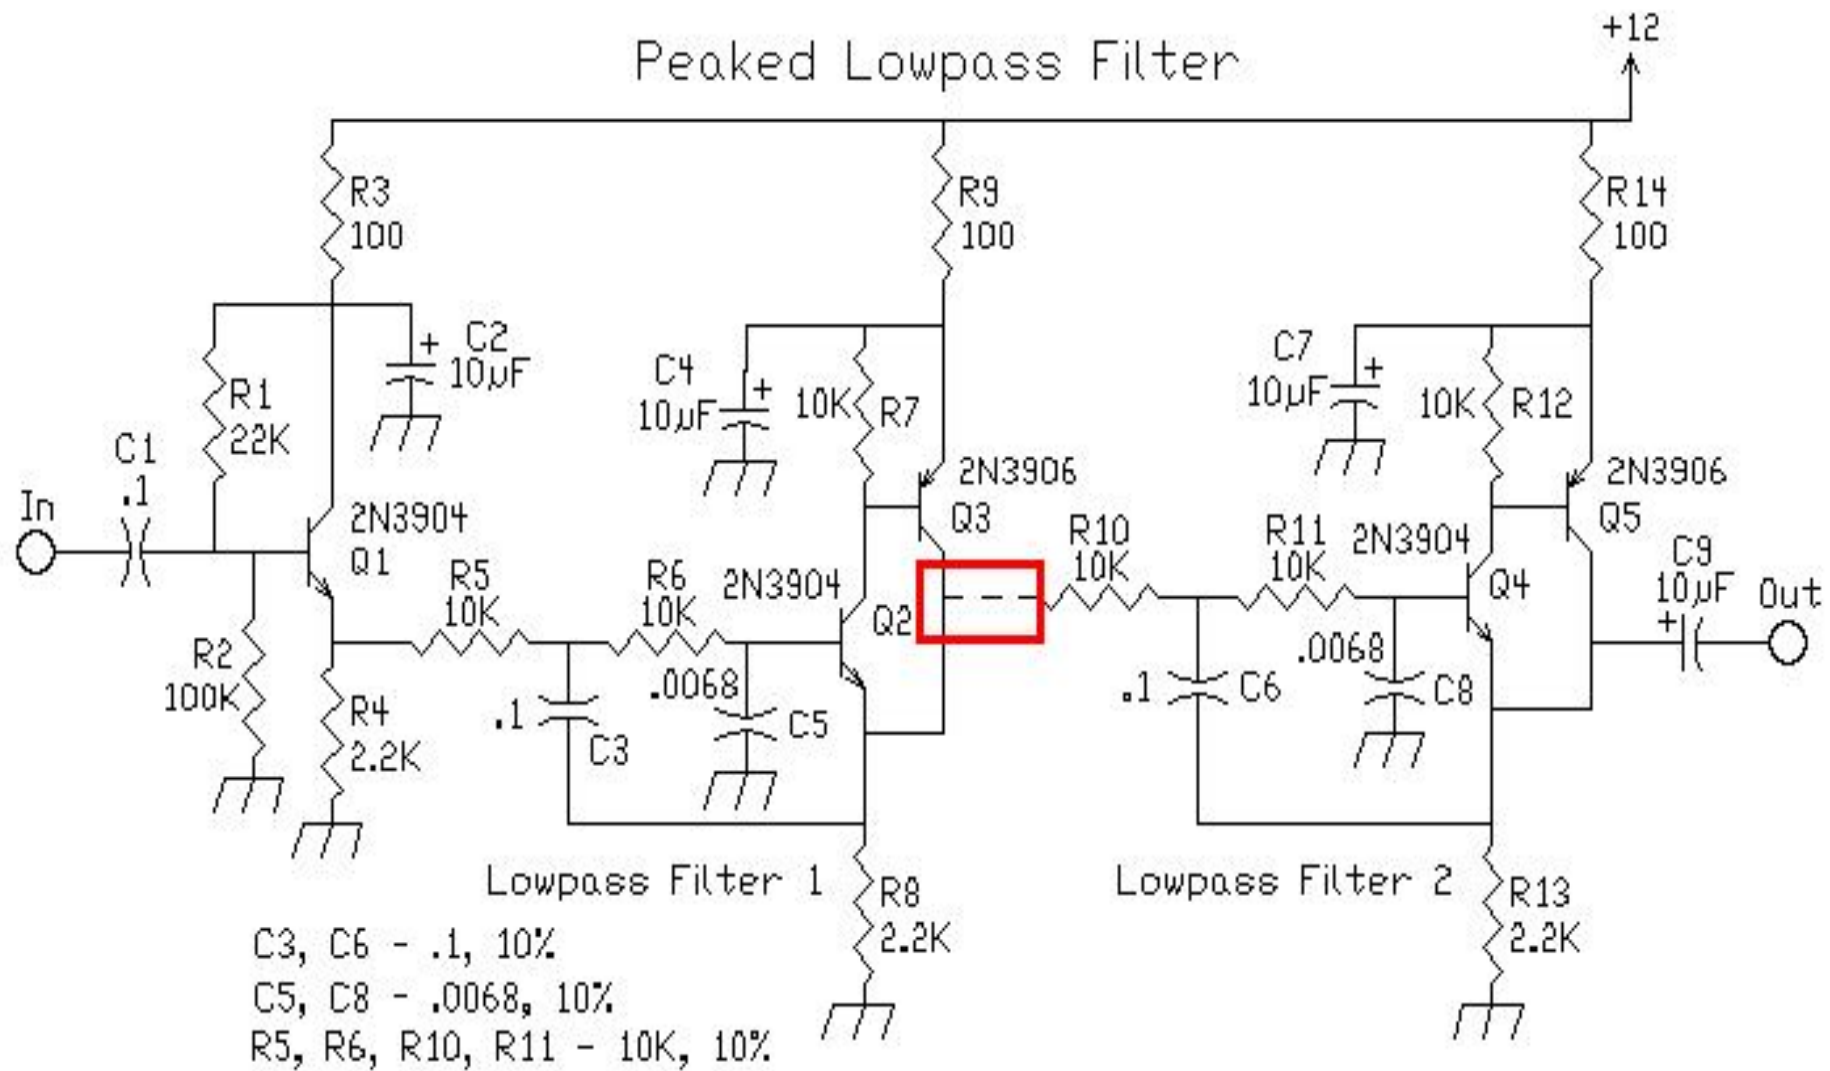 +12
Peaked Lowpass Filter
R3
100
R9
100
R14
100
C2
10µF
+
R1
22K
C4
10µF
+
10K
R7
C7
10µF
+
10K
R12
C1
.1
In
2N3904
Q1
2N3906
Q3
2N3906
Q5
R5
10K
R6
10K
2N3904
Q2
R10
10K
R11
10K
2N3904
Q4
C9
10µF
+
Out
R2
100K
R4
2.2K
.1
C3
.0068
C5
.1
C6
.0068
C8
Lowpass Filter 1
R8
2.2K
Lowpass Filter 2
R13
2.2K
C3, C6 - .1, 10%
C5, C8 - .0068, 10%
R5, R6, R10, R11 - 10K, 10%